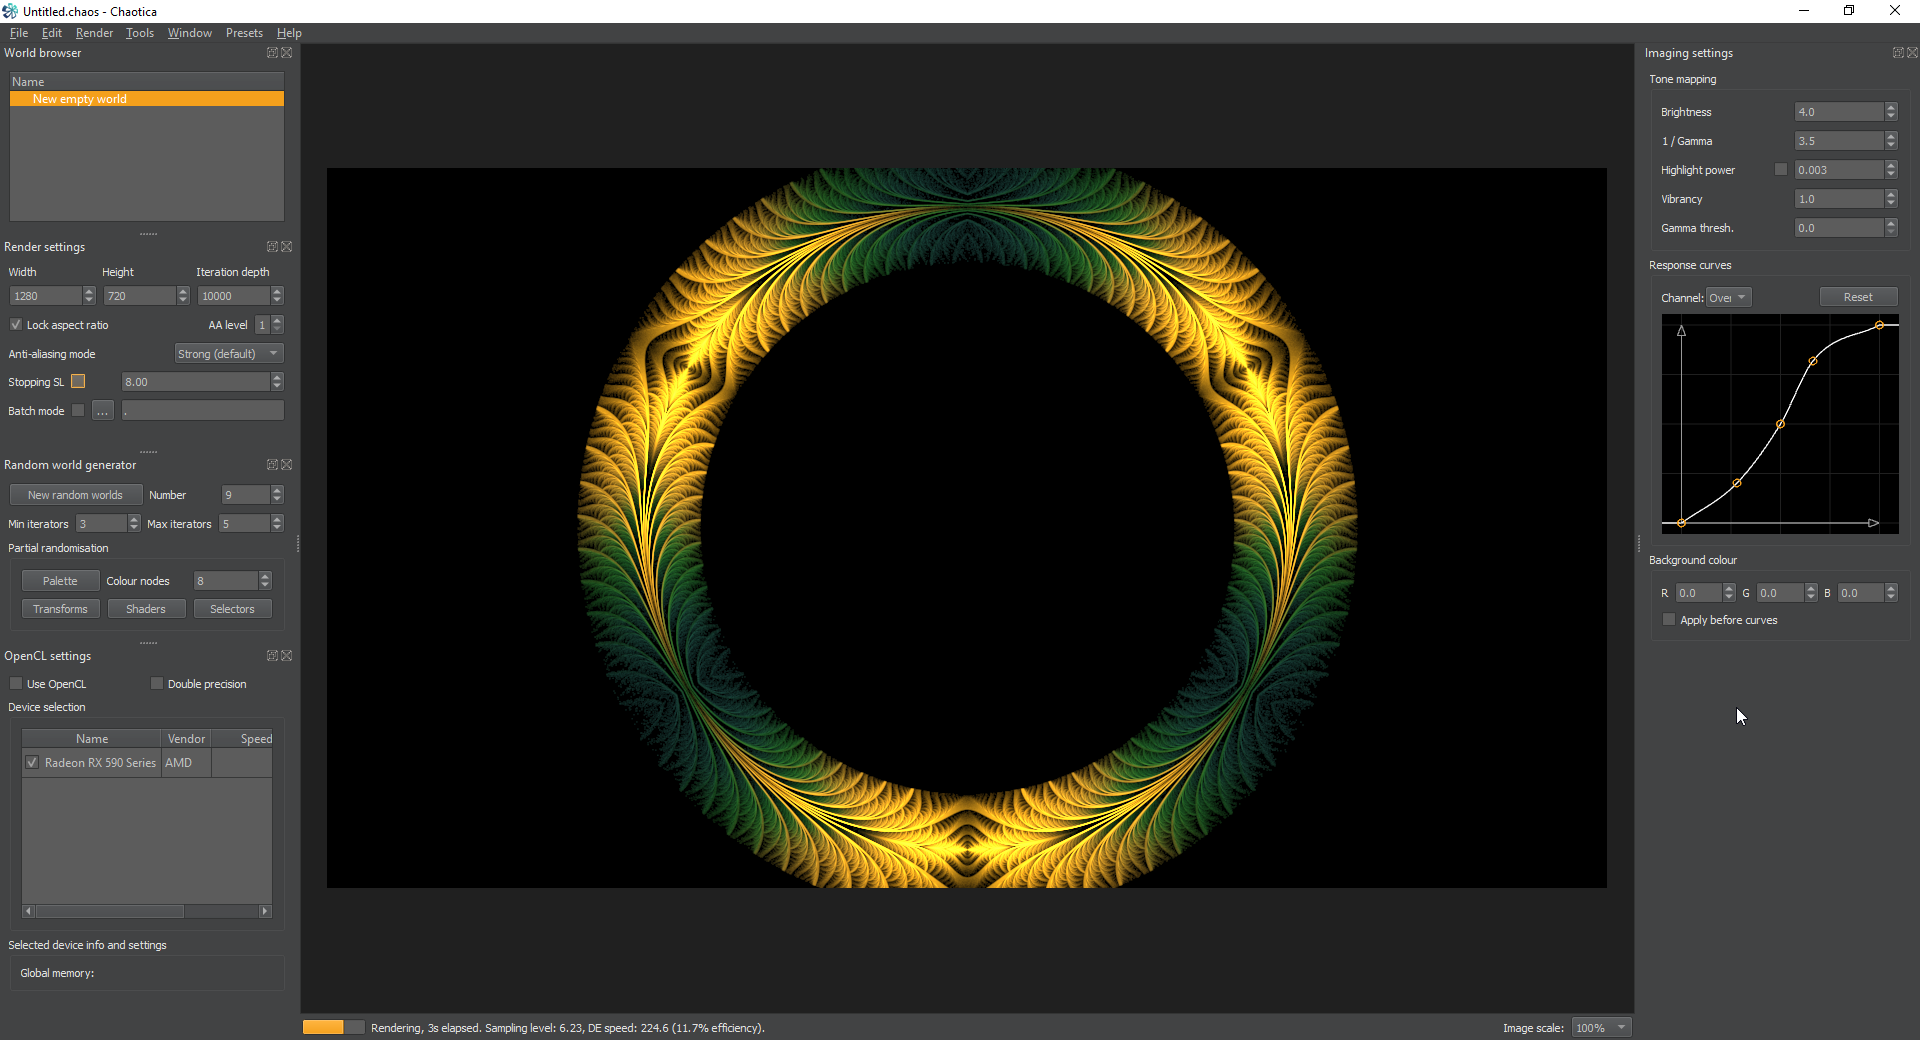 Untitled.chaos - Chaotica
File Edit Render Tools Window Presets Help
World browser
Name
New empty world
Render settings
Width Height Iteration depth
1280 720 10000
Lock aspect ratio AA level 1
Anti-aliasing mode Strong (default)
Stopping SL 8.00
Batch mode ... .
Random world generator
New random worlds Number 9
Min iterators 3 Max iterators 5
Partial randomisation
Palette Colour nodes 8
Transforms Shaders Selectors
OpenCL settings
Use OpenCL Double precision
Device selection
Name Vendor Speed
Radeon RX 590 Series AMD
Selected device info and settings
Global memory:
Rendering, 3s elapsed. Sampling level: 6.23, DE speed: 224.6 (11.7% efficiency).
Image scale: 100%
Imaging settings
Tone mapping
Brightness 4.0
1 / Gamma 3.5
Highlight power 0.003
Vibrancy 1.0
Gamma thresh. 0.0
Response curves
Channel: Over Reset
Background colour
R 0.0 G 0.0 B 0.0
Apply before curves